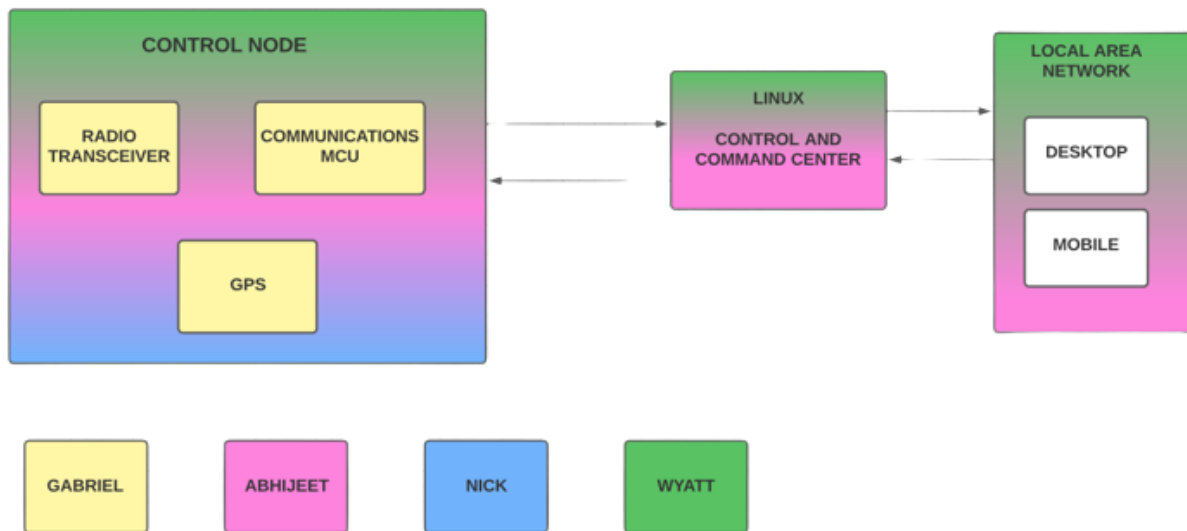 CONTROL NODE
RADIO
TRANSCEIVER
COMMUNICATIONS
MCU
GPS
LINUX
CONTROL AND
COMMAND CENTER
LOCAL AREA
NETWORK
DESKTOP
MOBILE
GABRIEL
ABHIJEET
NICK
WYATT